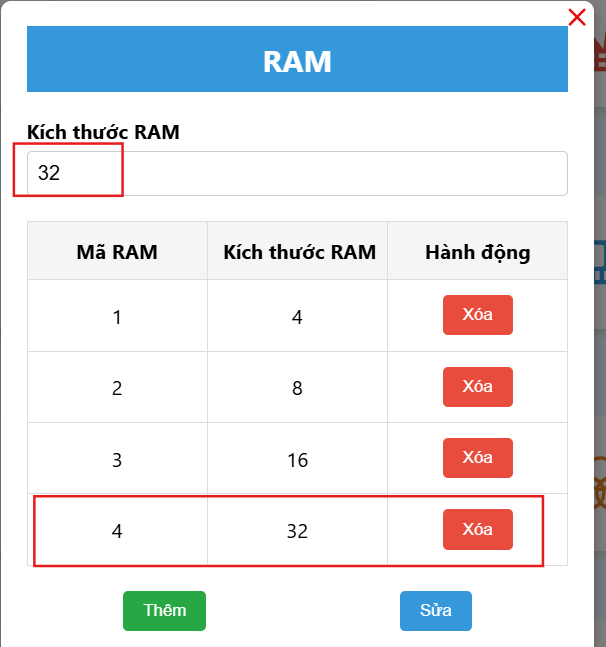 RAM
Kích thước RAM
32
Mã RAM Kích thước RAM Hành động
1 4 Xóa
2 8 Xóa
3 16 Xóa
4 32 Xóa
Thêm Sửa